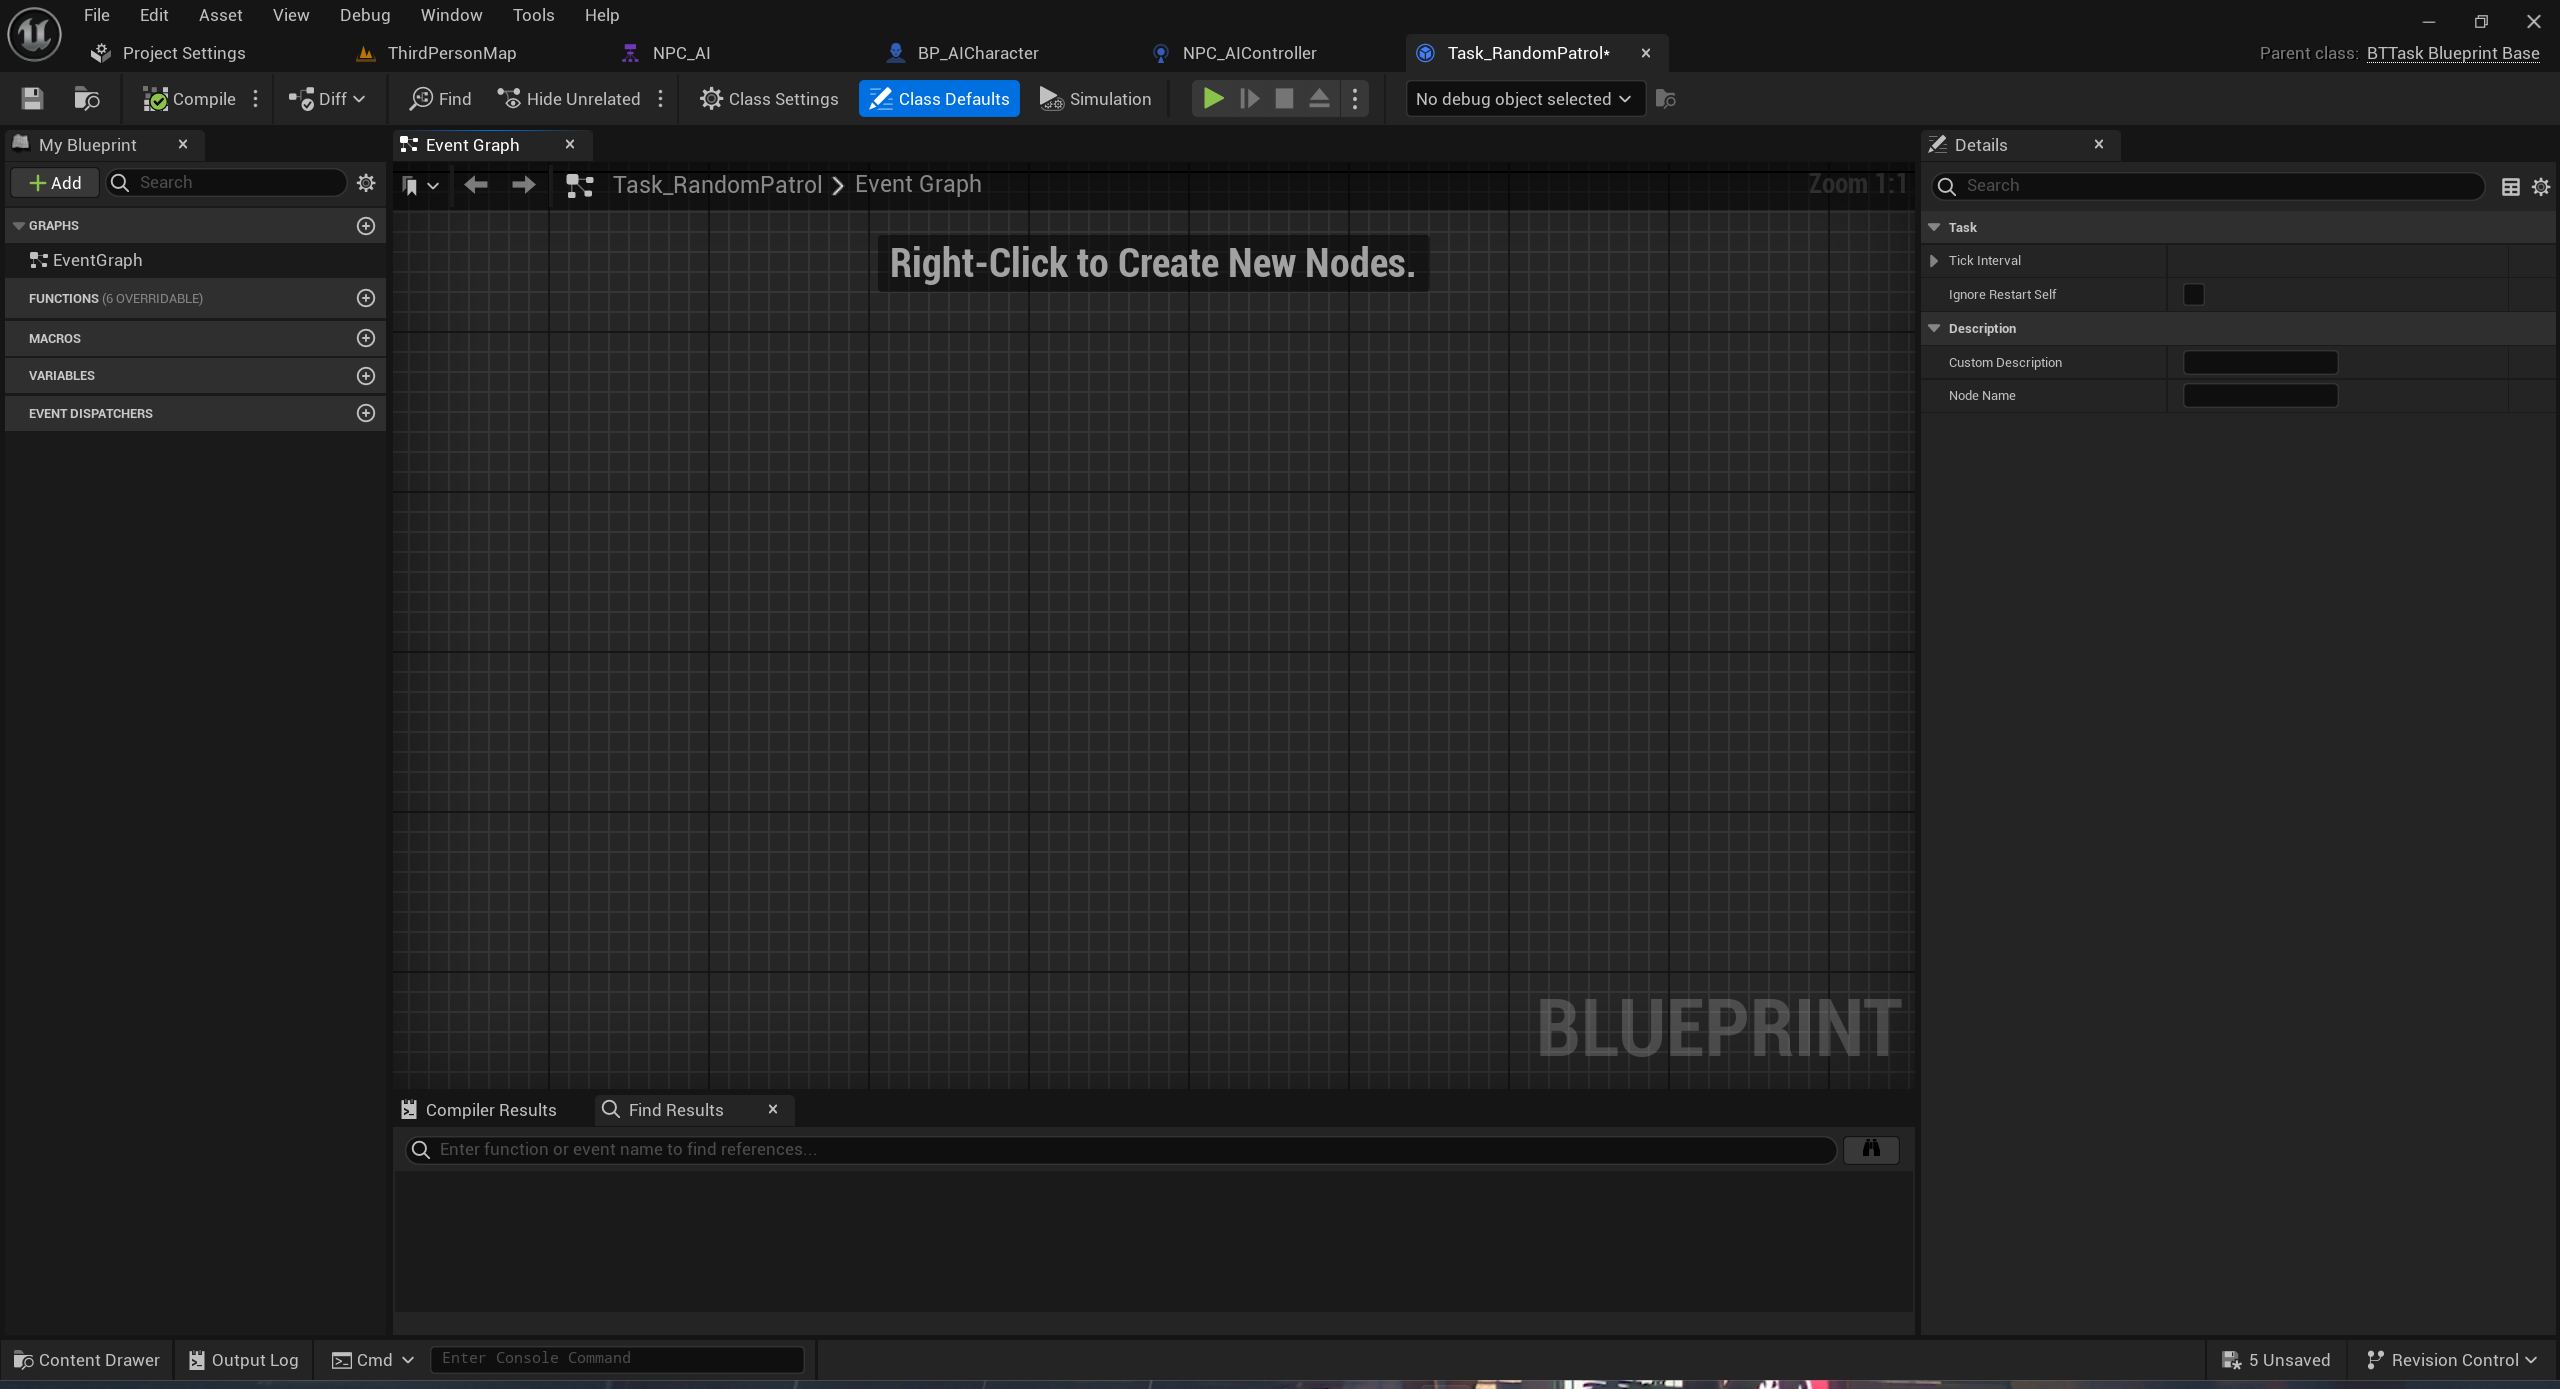 File Edit Asset View Debug Window Tools Help
Project Settings ThirdPersonMap NPC_AI BP_AICharacter NPC_AIController Task_RandomPatrol* Parent class: BTTask Blueprint Base
Compile Diff Find Hide Unrelated Class Settings Class Defaults Simulation No debug object selected
My Blueprint
Add Search
GRAPHS
EventGraph
FUNCTIONS (6 OVERRIDABLE)
MACROS
VARIABLES
EVENT DISPATCHERS
Event Graph
Task_RandomPatrol > Event Graph Zoom 1:1
Right-Click to Create New Nodes.
BLUEPRINT
Compiler Results Find Results
Enter function or event name to find references...
Details
Search
Task
Tick Interval
Ignore Restart Self
Description
Custom Description
Node Name
Content Drawer Output Log Cmd Enter Console Command 5 Unsaved Revision Control